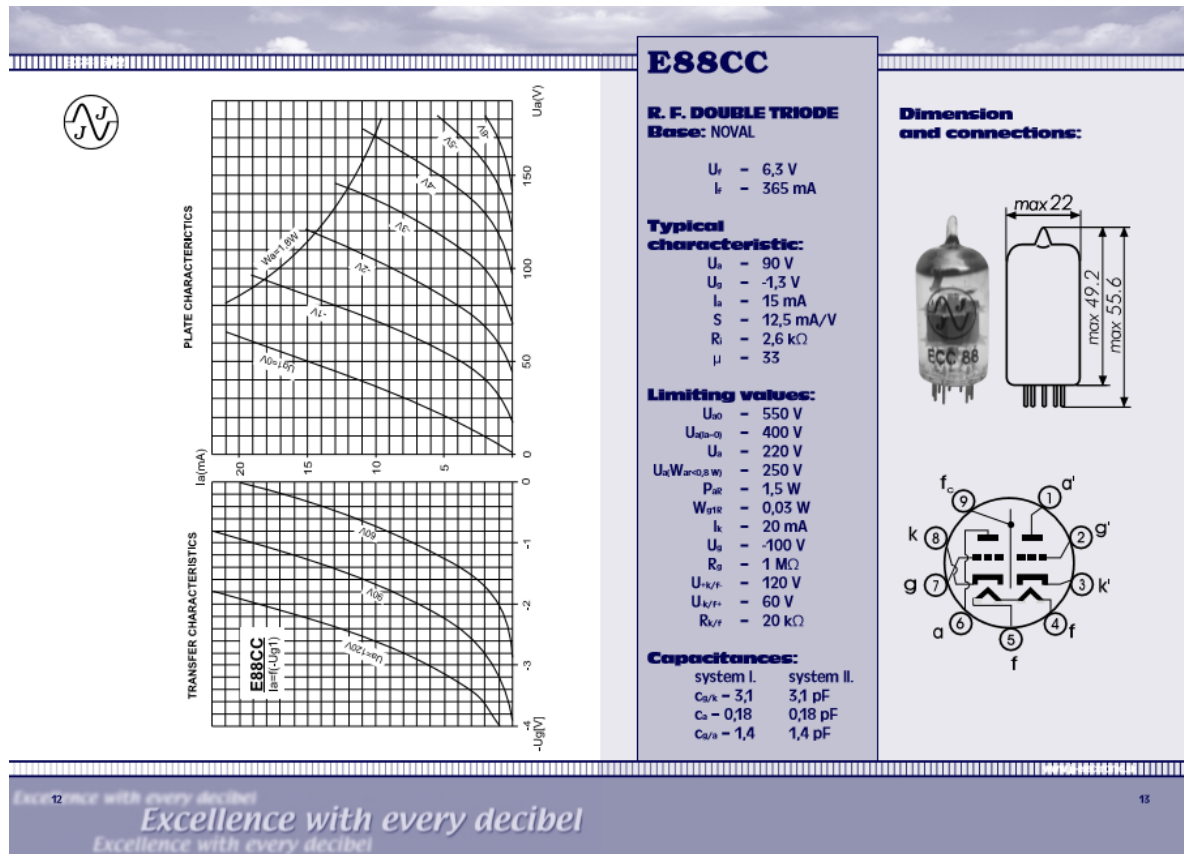 J
J
PLATE CHARACTERICTICS
Ua(V)
150
100
50
0
Wa=1,8W
Ug1=0V
-1V
-2V
-3V
-4V
-5V
-6V
Ia(mA)
20
15
10
5
TRANSFER CHARACTERISTICS
0
-1
-2
-3
-4
-Ug[V]
60V
90V
Ua=120V
E88CC
Ia=f(-Ug1)
E88CC
R. F. DOUBLE TRIODE
Base: NOVAL
Uf – 6,3 V
If – 365 mA
Typical
characteristic:
Ua – 90 V
Ug – -1,3 V
Ia – 15 mA
S – 12,5 mA/V
Ri – 2,6 kΩ
μ – 33
Limiting values:
Ua0 – 550 V
Ua(Ia=0) – 400 V
Ua – 220 V
Ua(War<0,8 W) – 250 V
PaR – 1,5 W
Wg1R – 0,03 W
Ik – 20 mA
Ug – -100 V
Rg – 1 MΩ
U+k/f- – 120 V
Uk/f+ – 60 V
Rk/f – 20 kΩ
Capacitances:
system I. system II.
cg/k – 3,1 3,1 pF
ca – 0,18 0,18 pF
cg/a – 1,4 1,4 pF
Dimension
and connections:
max 22
max 49.2
max 55.6
ECC 88
fc
9
1
a'
k
8
2
g'
g
7
3
k'
a
6
4
f
5
f
12
13
Excellence with every decibel
Excellence with every decibel
Excellence with every decibel